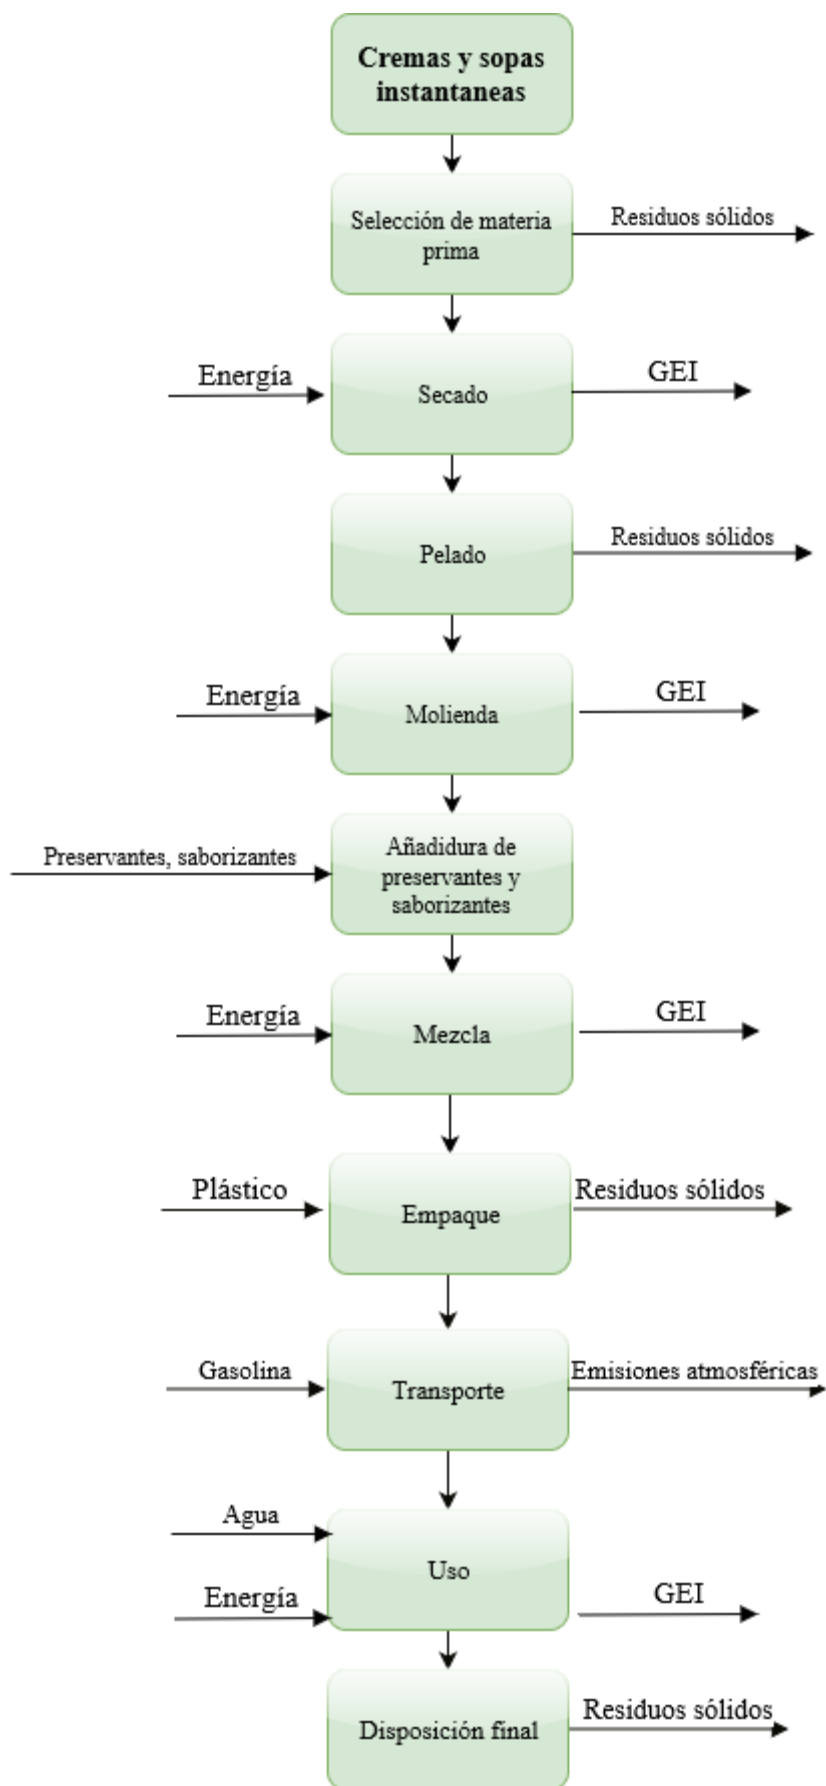 Cremas y sopas
instantaneas
Selección de materia
prima
Residuos sólidos
Energía
Secado
GEI
Pelado
Residuos sólidos
Energía
Molienda
GEI
Preservantes, saborizantes
Añadidura de
preservantes y
saborizantes
Energía
Mezcla
GEI
Plástico
Empaque
Residuos sólidos
Gasolina
Transporte
Emisiones atmosféricas
Agua
Uso
Energía
GEI
Disposición final
Residuos sólidos